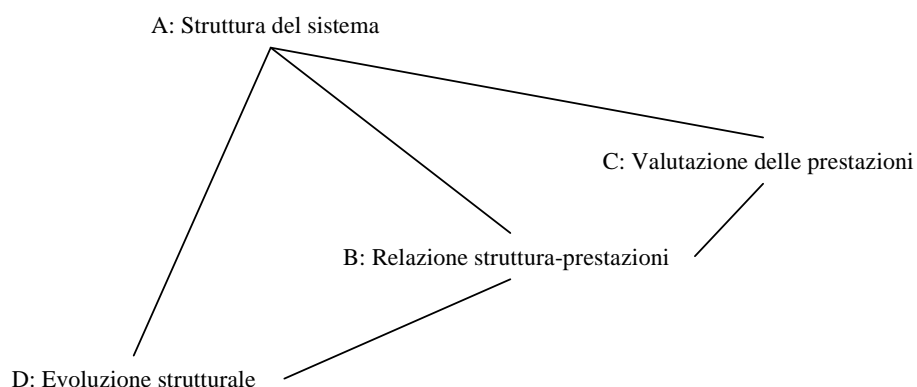 A: Struttura del sistema
C: Valutazione delle prestazioni
B: Relazione struttura-prestazioni
D: Evoluzione strutturale